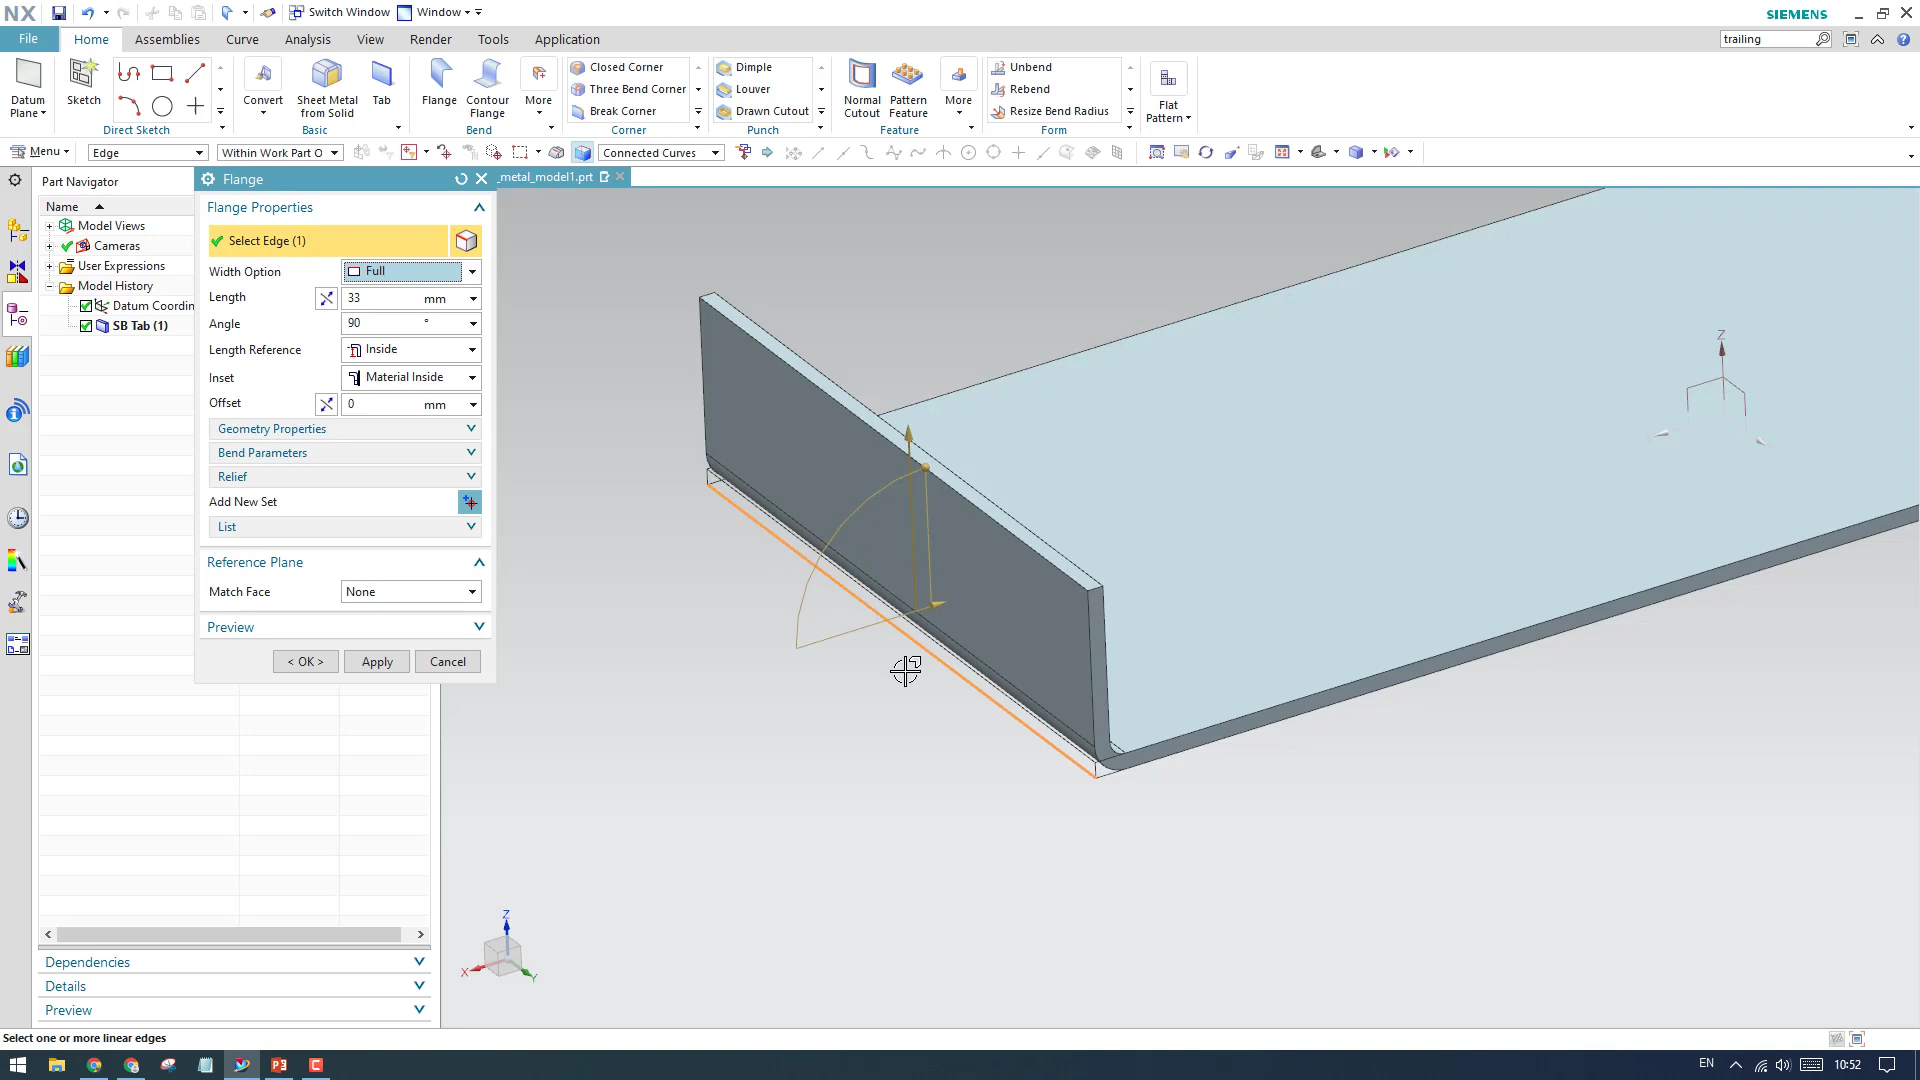 NX
Switch Window
Window
SIEMENS
File
Home
Assemblies
Curve
Analysis
View
Render
Tools
Application
trailing
Datum
Plane
Sketch
Direct Sketch
Convert
Sheet Metal
from Solid
Tab
Basic
Flange
Contour
Flange
More
Bend
Closed Corner
Three Bend Corner
Break Corner
Corner
Dimple
Louver
Drawn Cutout
Punch
Normal
Cutout
Pattern
Feature
More
Feature
Unbend
Rebend
Resize Bend Radius
Form
Flat
Pattern
Menu
Edge
Within Work Part O
Connected Curves
Part Navigator
Name
Model Views
Cameras
User Expressions
Model History
Datum Coordin
SB Tab (1)
Dependencies
Details
Preview
Flange
_metal_model1.prt
Flange Properties
Select Edge (1)
Width Option
Full
Length
33
mm
Angle
90
°
Length Reference
Inside
Inset
Material Inside
Offset
0
mm
Geometry Properties
Bend Parameters
Relief
Add New Set
List
Reference Plane
Match Face
None
Preview
< OK >
Apply
Cancel
Z
Z
X
Y
Select one or more linear edges
EN
10:52